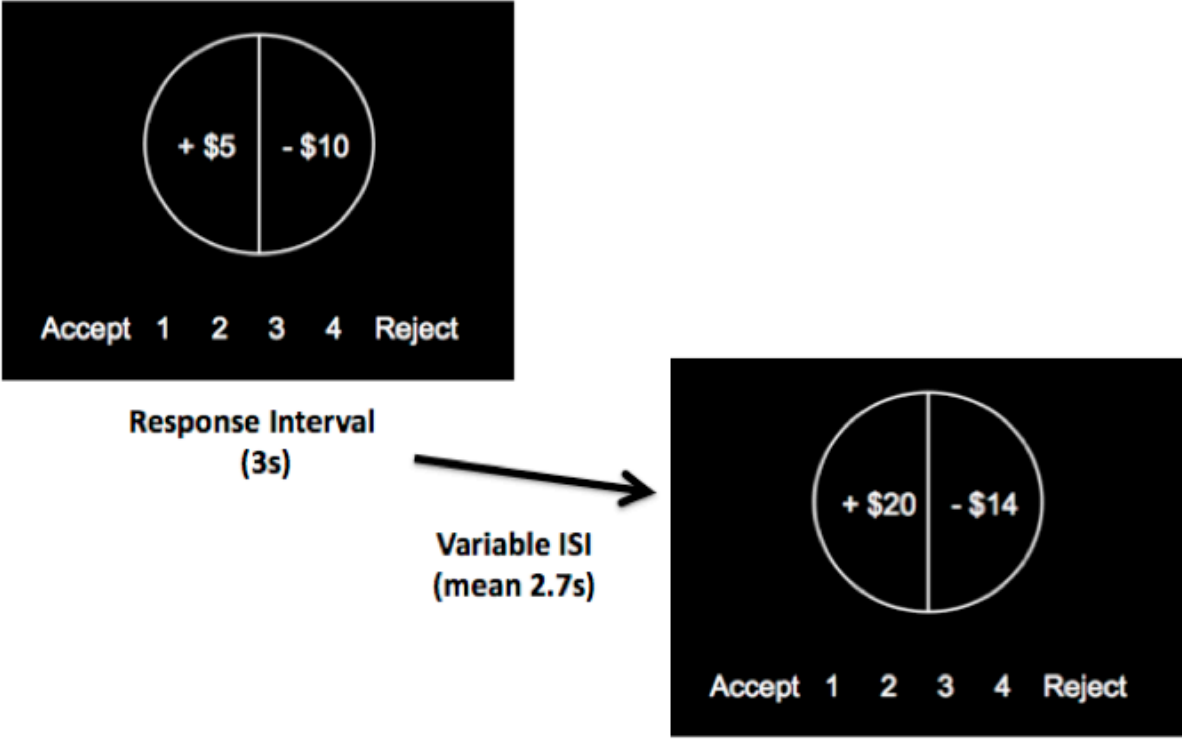 + $5 - $10
Accept 1 2 3 4 Reject
Response Interval
(3s)
Variable ISI
(mean 2.7s)
+ $20 - $14
Accept 1 2 3 4 Reject